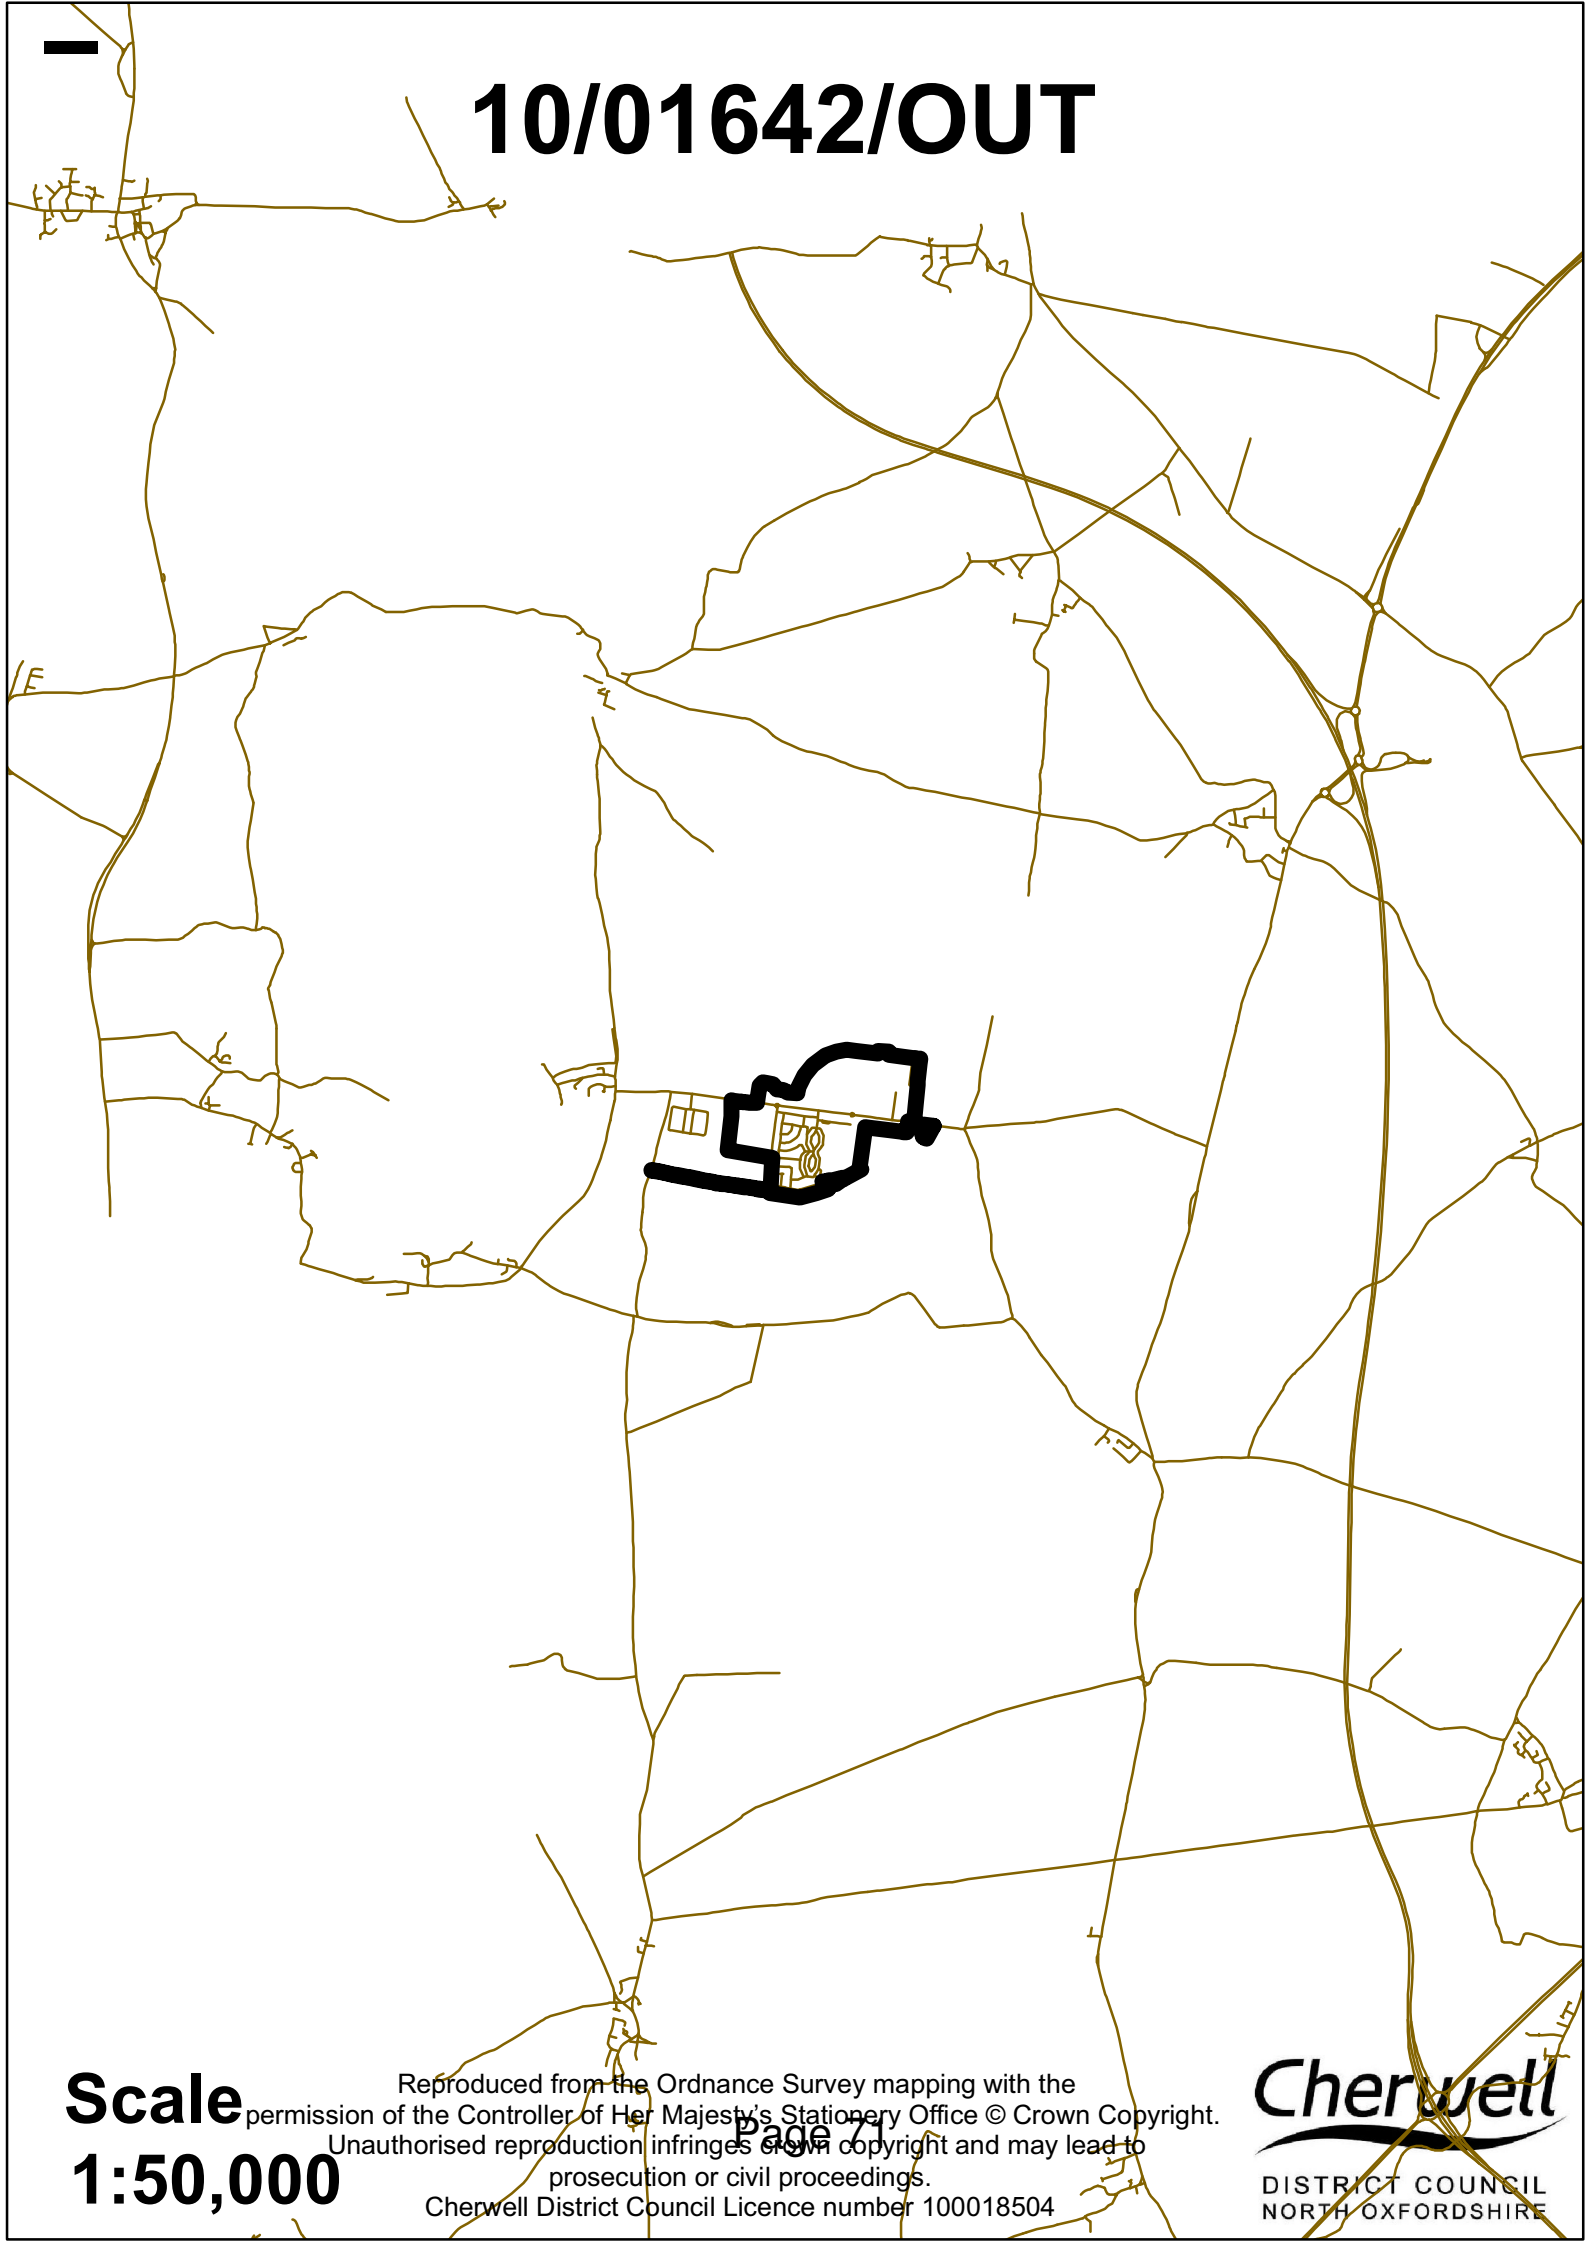 10/01642/OUT
Scale
1:50,000
Reproduced from the Ordnance Survey mapping with the
permission of the Controller of Her Majesty's Stationery Office © Crown Copyright.
Unauthorised reproduction infringes crown copyright and may lead to
prosecution or civil proceedings.
Cherwell District Council Licence number 100018504
Page 71
Cherwell
DISTRICT COUNCIL
NORTH OXFORDSHIRE